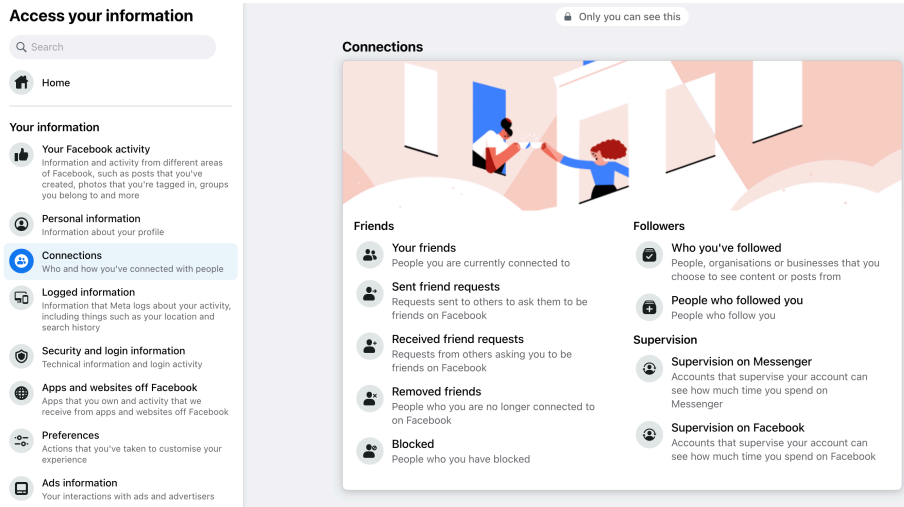 Access your information
Search
Home
Your information
Your Facebook activity
Information and activity from different areas
of Facebook, such as posts that you've
created, photos that you're tagged in, groups
you belong to and more
Personal information
Information about your profile
Connections
Who and how you've connected with people
Logged information
Information that Meta logs about your activity,
including things such as your location and
search history
Security and login information
Technical information and login activity
Apps and websites off Facebook
Apps that you own and activity that we
receive from apps and websites off Facebook
Preferences
Actions that you've taken to customise your
experience
Ads information
Your interactions with ads and advertisers
Only you can see this
Connections
Friends
Your friends
People you are currently connected to
Sent friend requests
Requests sent to others to ask them to be
friends on Facebook
Received friend requests
Requests from others asking you to be
friends on Facebook
Removed friends
People who you are no longer connected to
on Facebook
Blocked
People who you have blocked
Followers
Who you've followed
People, organisations or businesses that you
choose to see content or posts from
People who followed you
People who follow you
Supervision
Supervision on Messenger
Accounts that supervise your account can
see how much time you spend on
Messenger
Supervision on Facebook
Accounts that supervise your account can
see how much time you spend on Facebook